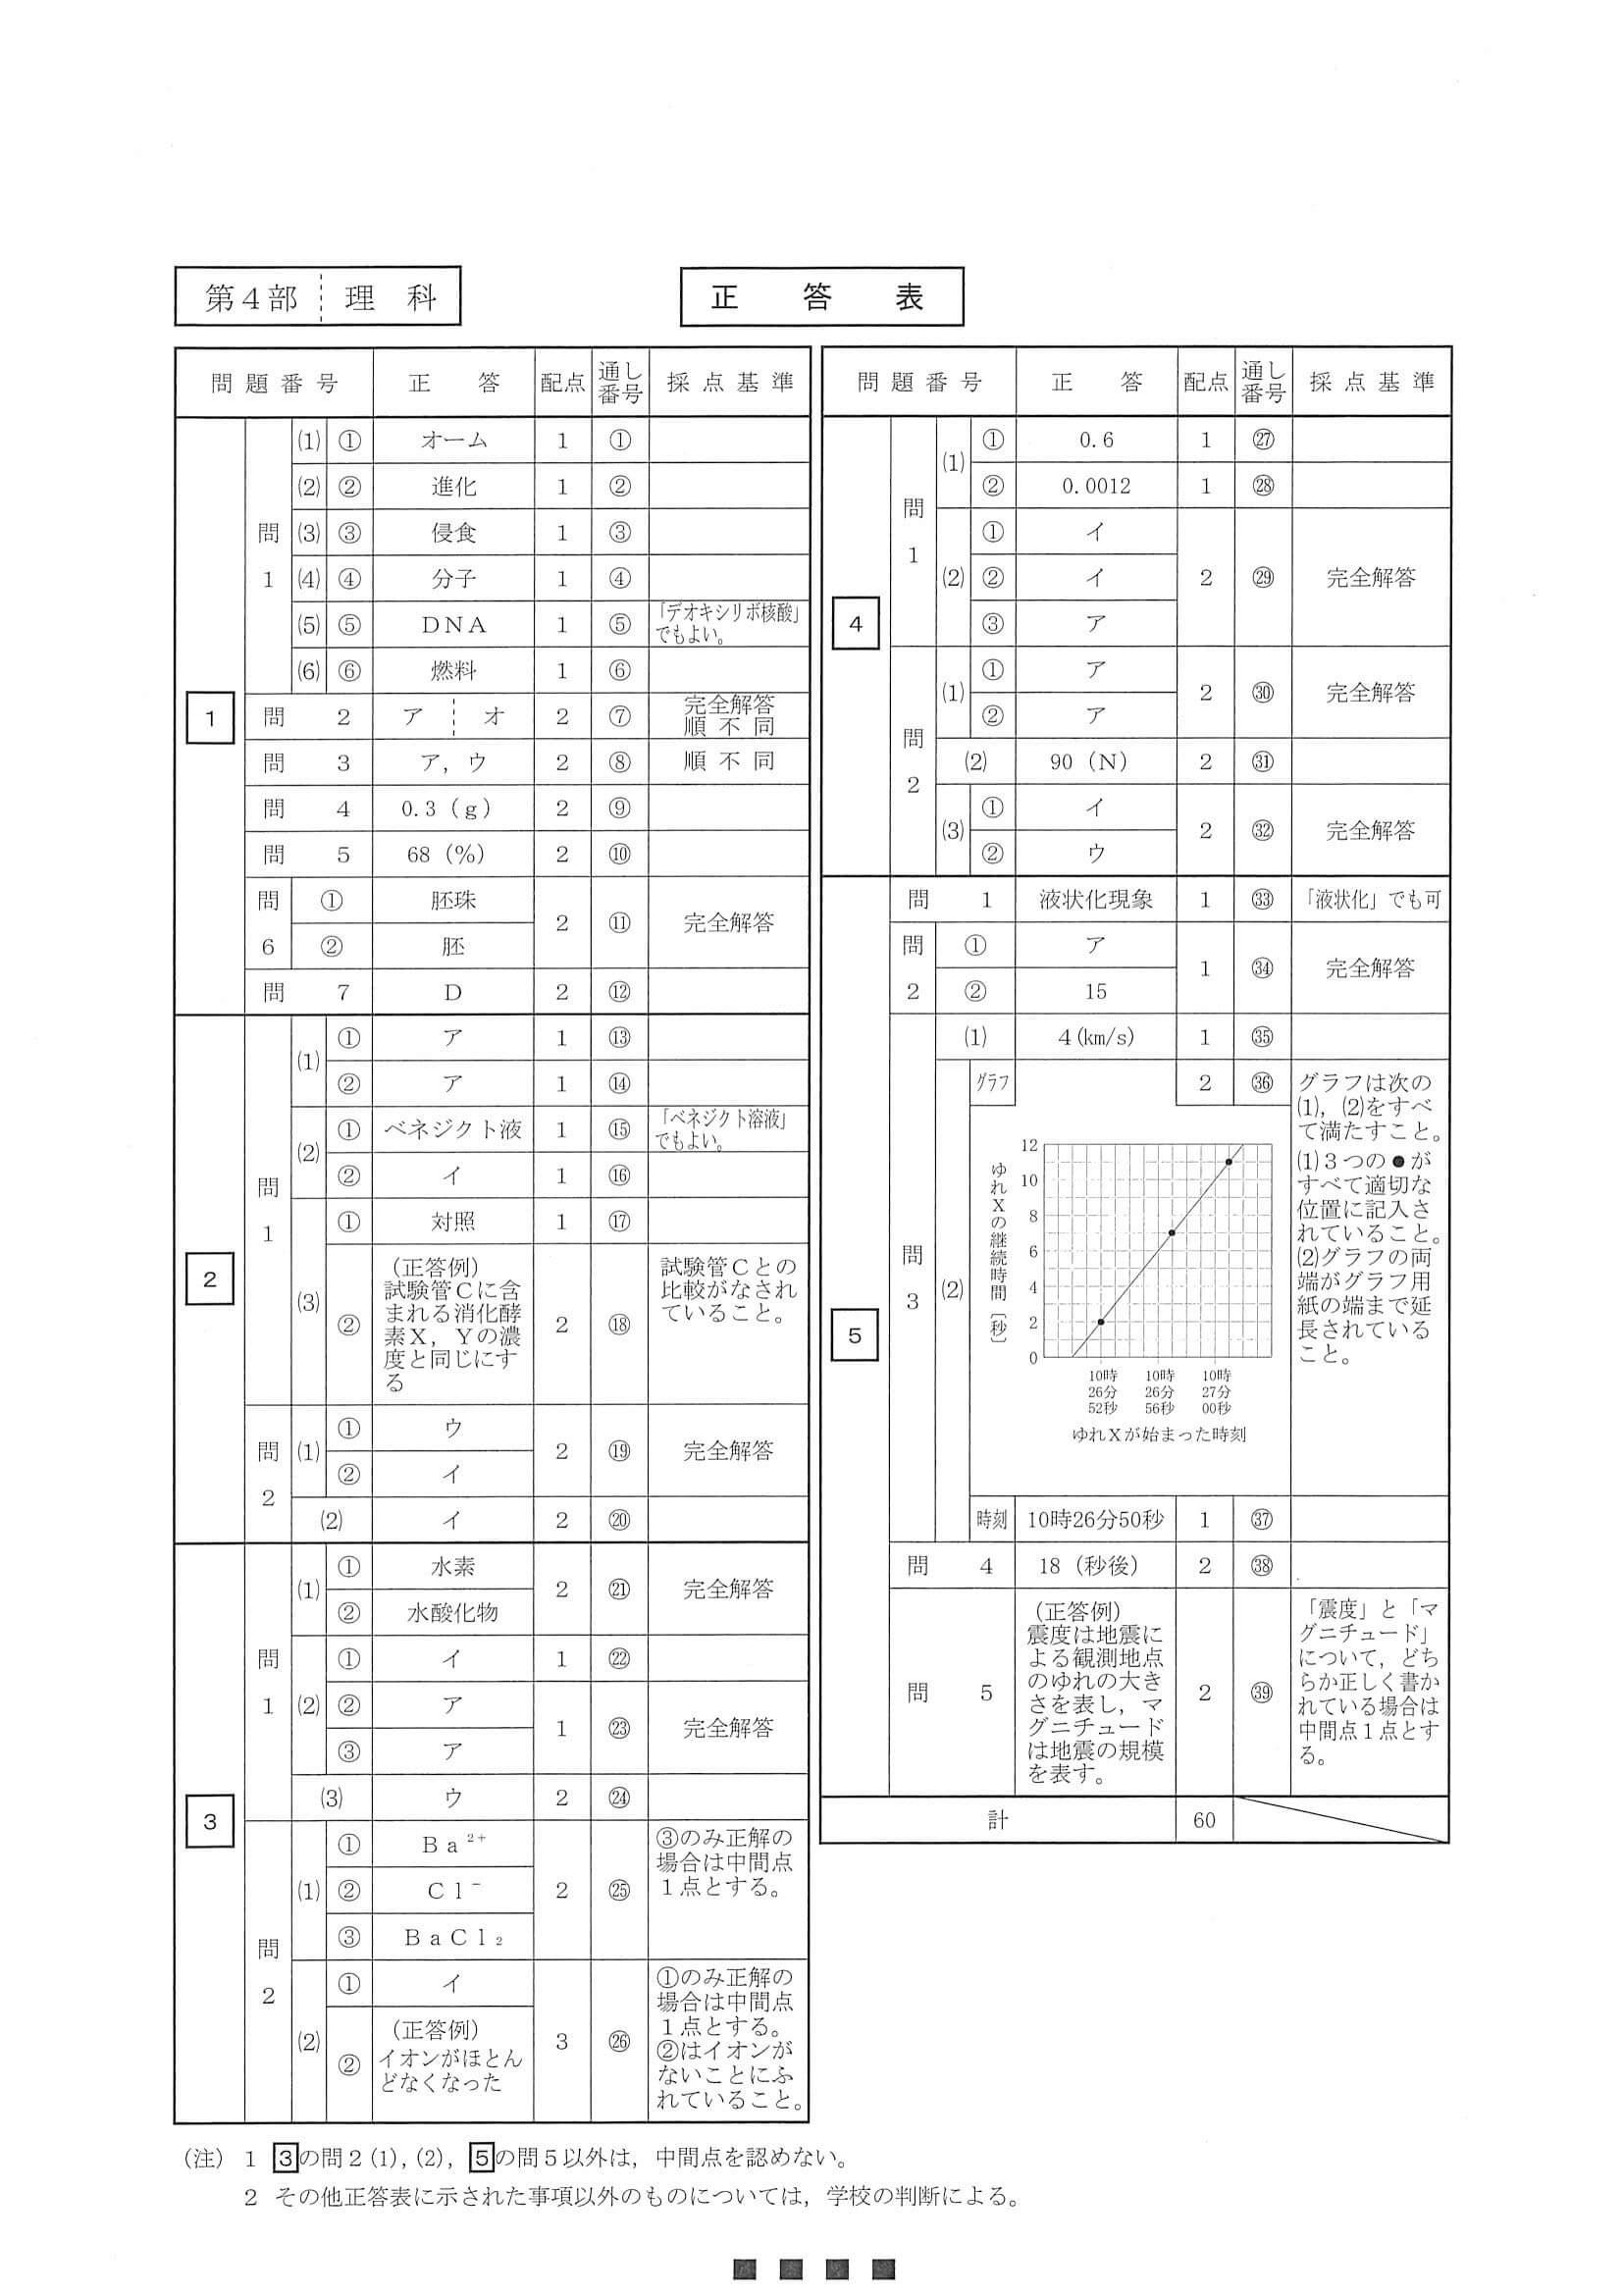 第４部 理 科
正 答 表
問 題 番 号 正 答 配点 通し番号 採 点 基 準
1
問1 (1) ① オーム 1 ①
(2) ② 進化 1 ②
(3) ③ 侵食 1 ③
(4) ④ 分子 1 ④
(5) ⑤ ＤＮＡ 1 ⑤ 「デオキシリボ核酸」でもよい。
(6) ⑥ 燃料 1 ⑥
問 2 ア オ 2 ⑦ 完全解答 順 不 同
問 3 ア，ウ 2 ⑧ 順 不 同
問 4 0.3（ｇ） 2 ⑨
問 5 68（%） 2 ⑩
問6 ① 胚珠 2 ⑪ 完全解答
② 胚
問 7 D 2 ⑫
2
問1 (1) ① ア 1 ⑬
② ア 1 ⑭
(2) ① ベネジクト液 1 ⑮ 「ベネジクト溶液」でもよい。
② イ 1 ⑯
(3) ① 対照 1 ⑰
② （正答例）
試験管Ｃに含
まれる消化酵
素Ｘ，Ｙの濃
度と同じにす
る
2 ⑱
試験管Ｃとの
比較がなされ
ていること。
問2 (1) ① ウ 2 ⑲ 完全解答
② イ
(2) イ 2 ⑳
3
問1 (1) ① 水素 2 ㉑ 完全解答
② 水酸化物
(2) ① イ 1 ㉒
② ア 1 ㉓ 完全解答
③ ア
(3) ウ 2 ㉔
問2 (1) ① Ｂａ²⁺ 2 ㉕
② Ｃｌ⁻
③ ＢａＣｌ₂
③のみ正解の
場合は中間点
１点とする。
(2) ① イ 3 ㉖
② （正答例）
イオンがほとん
どなくなった
①のみ正解の
場合は中間点
１点とする。
②はイオンが
ないことにふ
れていること。
問 題 番 号 正 答 配点 通し番号 採 点 基 準
4
問1 (1) ① 0.6 1 ㉗
② 0.0012 1 ㉘
(2) ① イ 2 ㉙ 完全解答
② イ
③ ア
問2 (1) ① ア 2 ㉚ 完全解答
② ア
(2) 90（N） 2 ㉛
(3) ① イ 2 ㉜ 完全解答
② ウ
5
問 1 液状化現象 1 ㉝ 「液状化」でも可
問2 ① ア 1 ㉞ 完全解答
② 15
問3 (1) 4(km/s) 1 ㉟
(2) グラフ 2 ㊱
グラフは次の
(1)，(2)をすべ
て満たすこと。
(1)３つの●が
すべて適切な
位置に記入さ
れていること。
(2)グラフの両
端がグラフ用
紙の端まで延
長されている
こと。
ゆれＸの継続時間〔秒〕
12
10
8
6
4
2
0
10時 10時 10時
26分 26分 27分
52秒 56秒 00秒
ゆれＸが始まった時刻
時刻 10時26分50秒 1 ㊲
問 4 18（秒後） 2 ㊳
問 5 （正答例）
震度は地震に
よる観測地点
のゆれの大き
さを表し，マ
グニチュード
は地震の規模
を表す。
2 ㊴
「震度」と「マ
グニチュード」
について，どち
らか正しく書か
れている場合は
中間点１点とす
る。
計 60
（注） 1 3の問２(1)，(2)，5の問５以外は，中間点を認めない。
2 その他正答表に示された事項以外のものについては，学校の判断による。